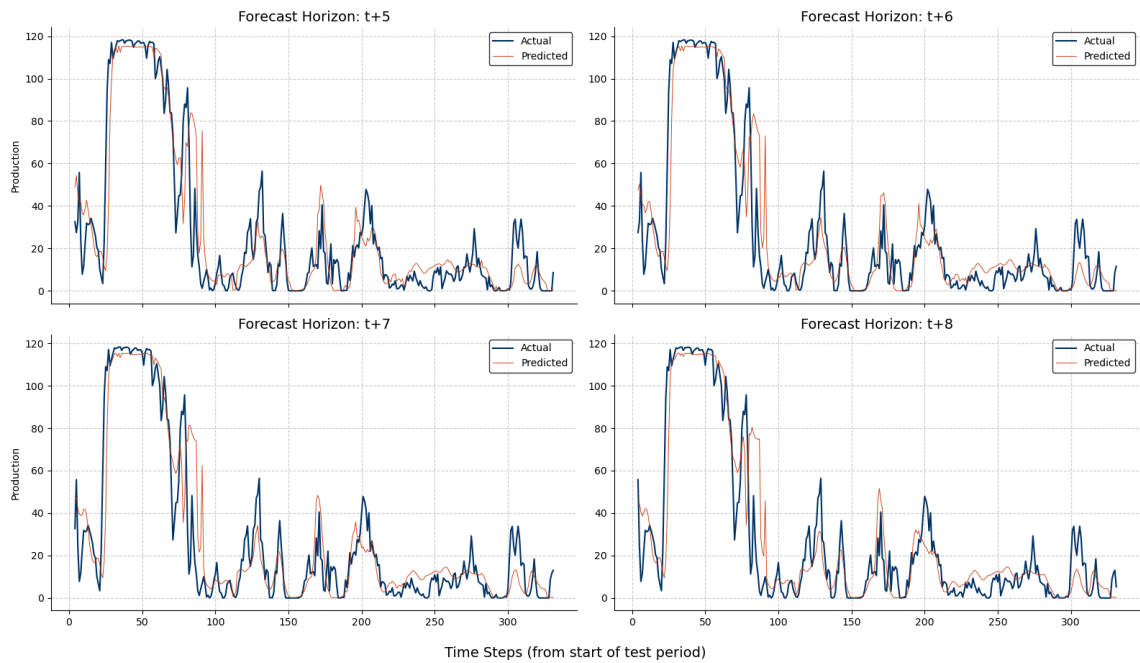 Forecast Horizon: t+5
Production
120
100
80
60
40
20
0
Actual
Predicted
Forecast Horizon: t+6
120
100
80
60
40
20
0
Actual
Predicted
Forecast Horizon: t+7
Production
120
100
80
60
40
20
0
0 50 100 150 200 250 300
Actual
Predicted
Forecast Horizon: t+8
120
100
80
60
40
20
0
0 50 100 150 200 250 300
Actual
Predicted
Time Steps (from start of test period)